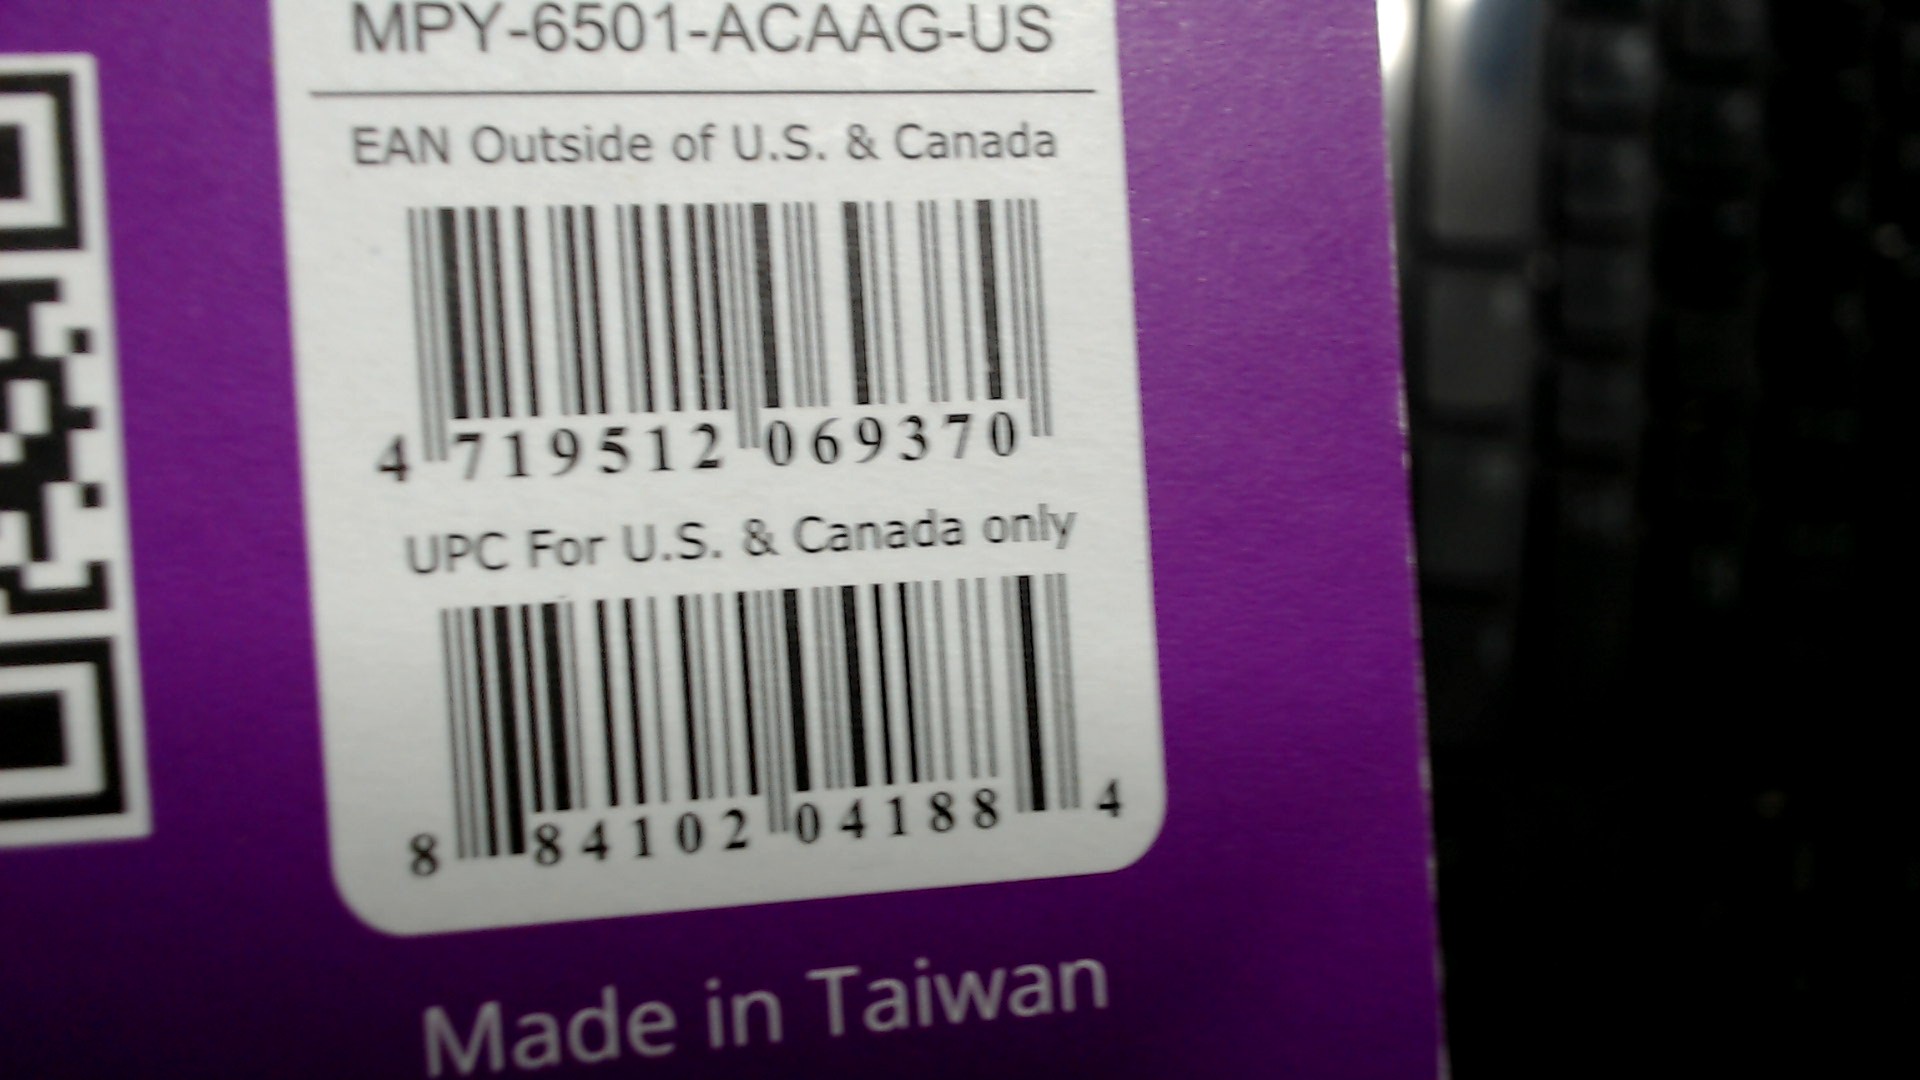 MPY-6501-ACAAG-US
EAN Outside of U.S. & Canada
4 719512 069370
UPC For U.S. & Canada only
8 84102 04188 4
Made in Taiwan